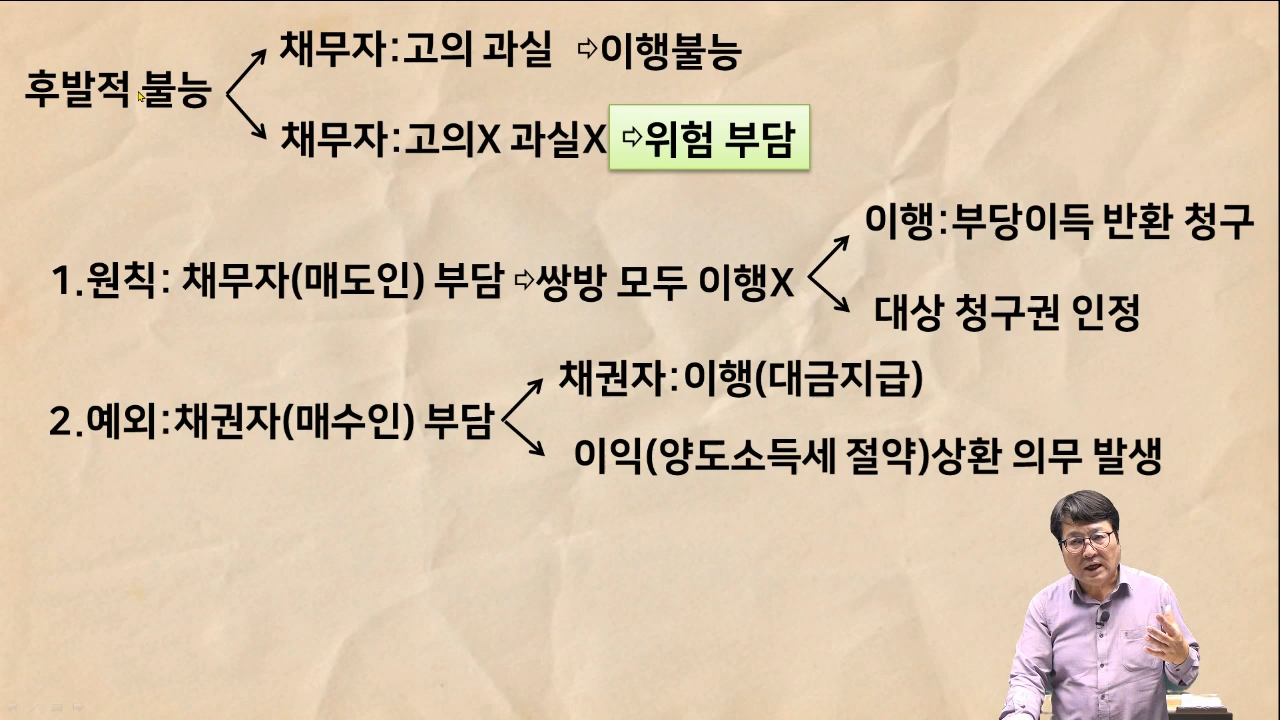 후발적 불능
채무자:고의 과실 ⇨이행불능
채무자:고의X 과실X ⇨위험 부담
1.원칙: 채무자(매도인) 부담 ⇨쌍방 모두 이행X
이행:부당이득 반환 청구
대상 청구권 인정
2.예외:채권자(매수인) 부담
채권자:이행(대금지급)
이익(양도소득세 절약)상환 의무 발생